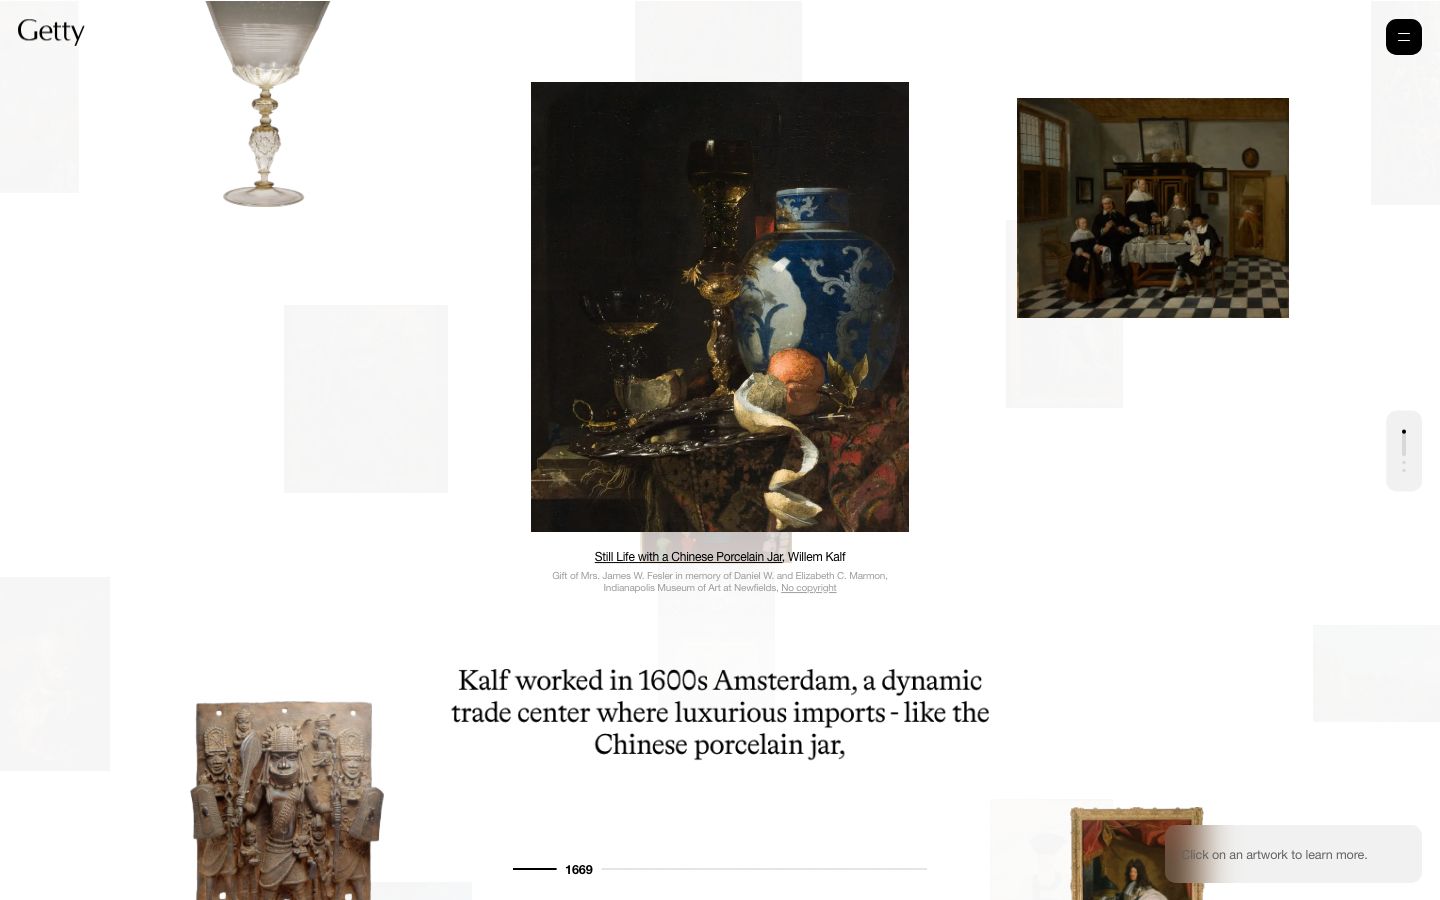 Getty
Still Life with a Chinese Porcelain Jar, Willem Kalf
Gift of Mrs. James W. Fesler in memory of Daniel W. and Elizabeth C. Marmon,
Indianapolis Museum of Art at Newfields, No copyright
Kalf worked in 1600s Amsterdam, a dynamic
trade center where luxurious imports - like the
Chinese porcelain jar,
1669
Click on an artwork to learn more.